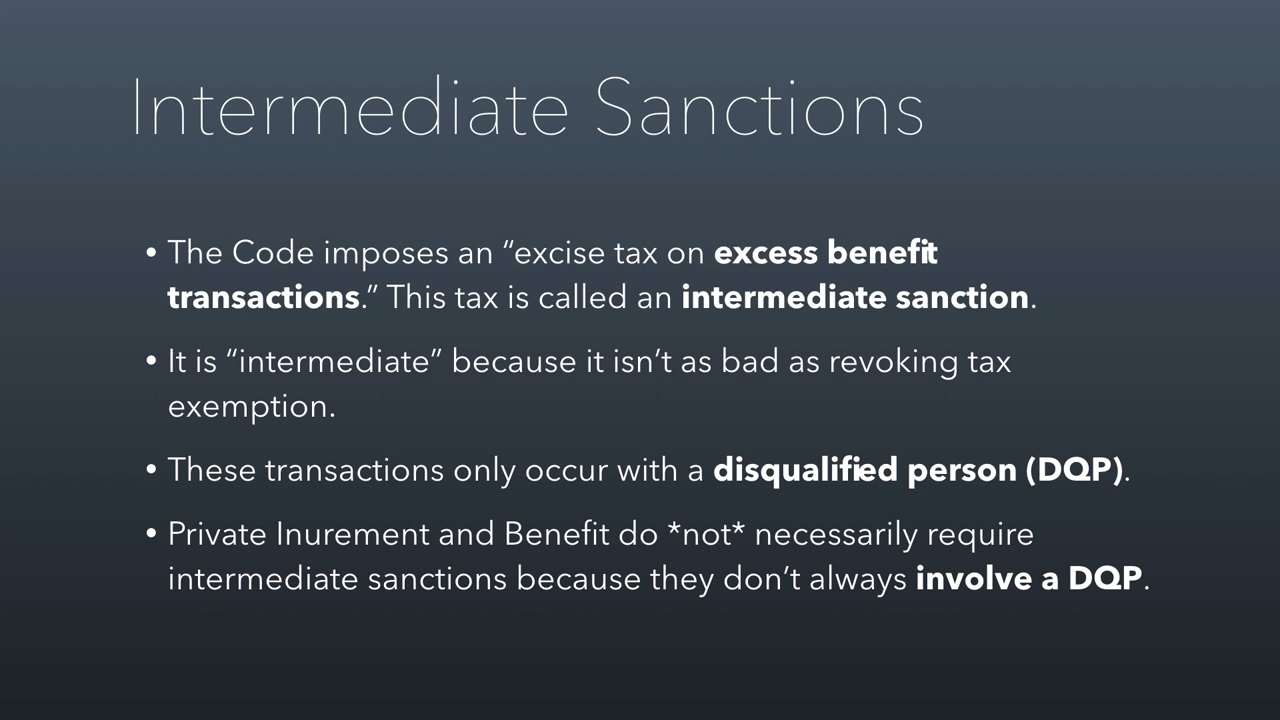 Intermediate Sanctions
• The Code imposes an “excise tax on excess benefit
transactions.” This tax is called an intermediate sanction.
• It is “intermediate” because it isn’t as bad as revoking tax
exemption.
• These transactions only occur with a disqualified person (DQP).
• Private Inurement and Benefit do *not* necessarily require
intermediate sanctions because they don’t always involve a DQP.